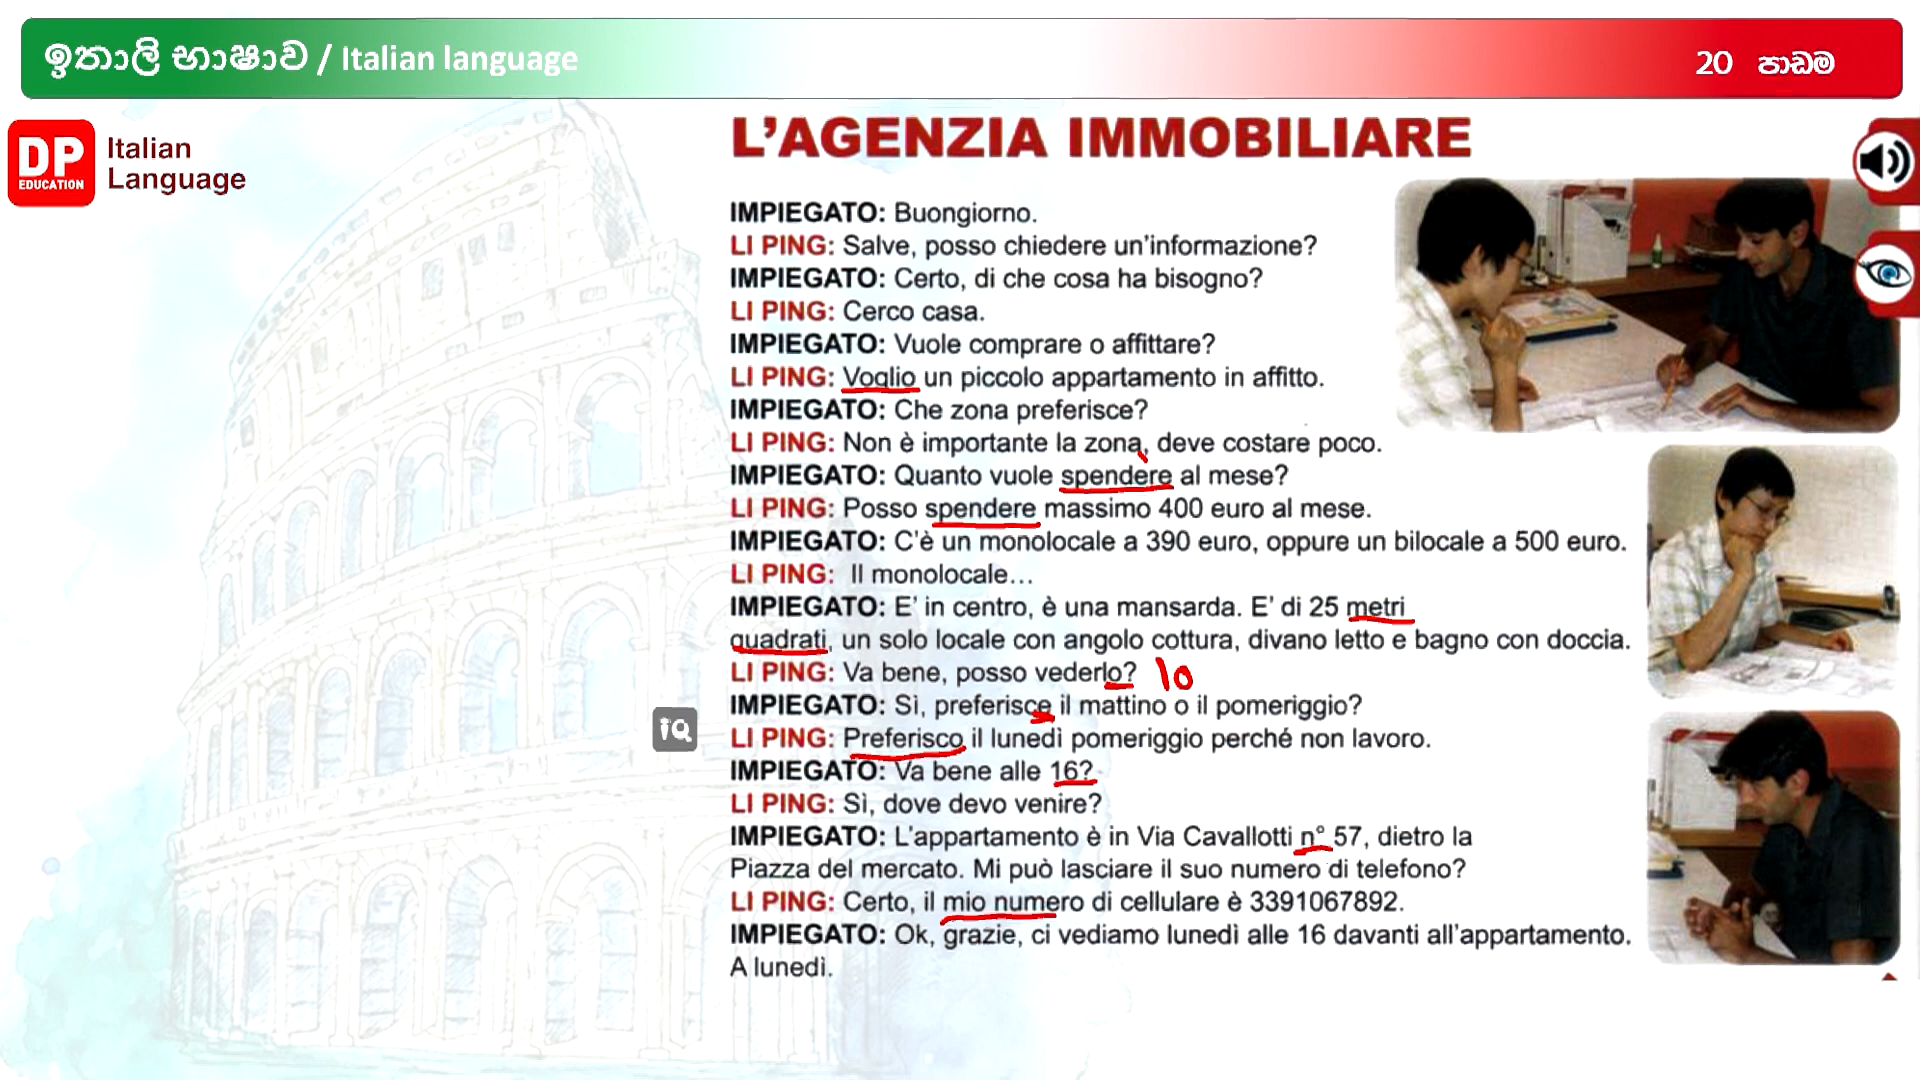 ඉතාලි භාෂාව / Italian language
20 පාඩම
DP
EDUCATION
Italian
Language
L'AGENZIA IMMOBILIARE
IMPIEGATO: Buongiorno.
LI PING: Salve, posso chiedere un'informazione?
IMPIEGATO: Certo, di che cosa ha bisogno?
LI PING: Cerco casa.
IMPIEGATO: Vuole comprare o affittare?
LI PING: Voglio un piccolo appartamento in affitto.
IMPIEGATO: Che zona preferisce?
LI PING: Non è importante la zona, deve costare poco.
IMPIEGATO: Quanto vuole spendere al mese?
LI PING: Posso spendere massimo 400 euro al mese.
IMPIEGATO: C'è un monolocale a 390 euro, oppure un bilocale a 500 euro.
LI PING: Il monolocale...
IMPIEGATO: E' in centro, è una mansarda. E' di 25 metri
quadrati, un solo locale con angolo cottura, divano letto e bagno con doccia.
LI PING: Va bene, posso vederlo? lo
IMPIEGATO: Sì, preferisce il mattino o il pomeriggio?
iQ
LI PING: Preferisco il lunedì pomeriggio perché non lavoro.
IMPIEGATO: Va bene alle 16?
LI PING: Sì, dove devo venire?
IMPIEGATO: L'appartamento è in Via Cavallotti n° 57, dietro la
Piazza del mercato. Mi può lasciare il suo numero di telefono?
LI PING: Certo, il mio numero di cellulare è 3391067892.
IMPIEGATO: Ok, grazie, ci vediamo lunedì alle 16 davanti all'appartamento.
A lunedì.